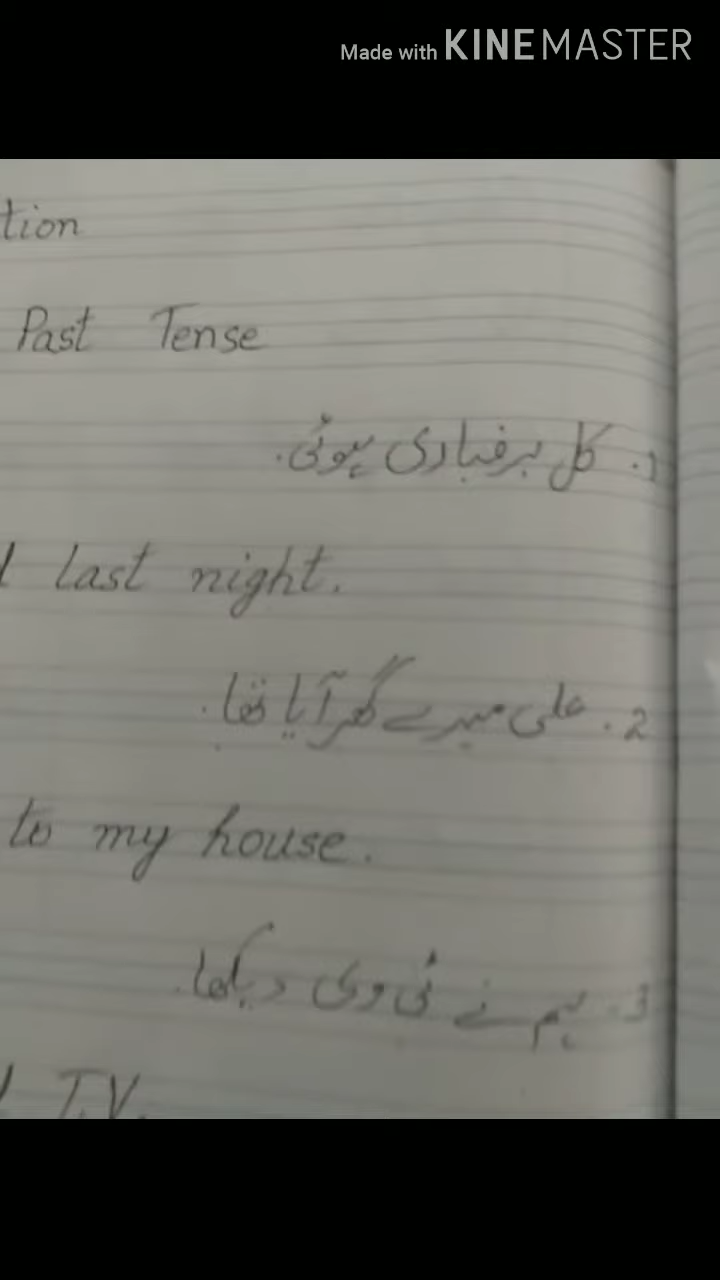 Made with KINEMASTER
tion
Past Tense
1. کل برفباری ہوئی.
last night.
2. علی میرے گھر آیا تھا.
to my house.
3. ہم نے ٹی وی دیکھا.
T.V.